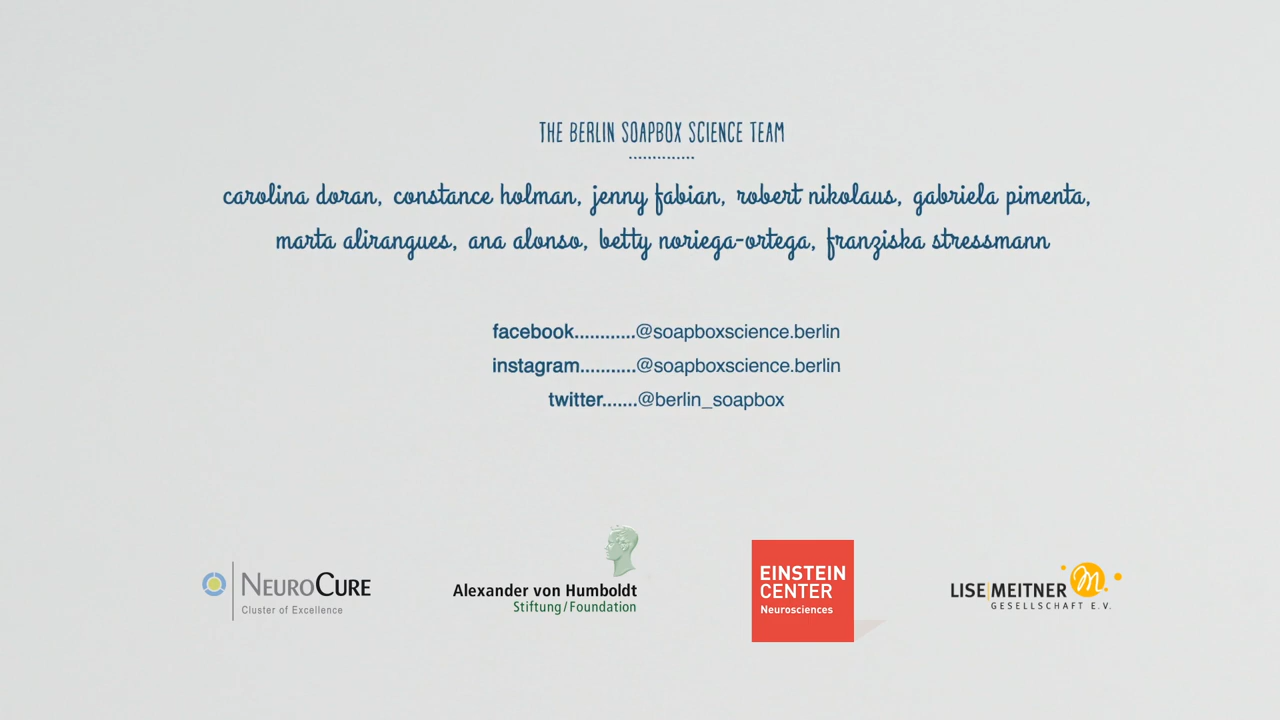 THE BERLIN SOAPBOX SCIENCE TEAM
carolina doran, constance holman, jenny fabian, robert nikolaus, gabriela pimenta,
marta alirangues, ana alonso, betty noriega-ortega, franziska stressmann
facebook............@soapboxscience.berlin
instagram...........@soapboxscience.berlin
twitter.......@berlin_soapbox
NEUROCURE
Cluster of Excellence
Alexander von Humboldt
Stiftung/Foundation
EINSTEIN
CENTER
Neurosciences
LISE|MEITNER M
GESELLSCHAFT E.V.